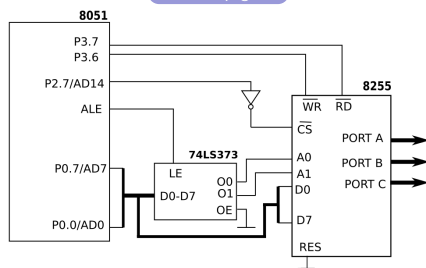 8051
P3.7
P3.6
P2.7/AD14
ALE
P0.7/AD7
P0.0/AD0
74LS373
LE
D0-D7
O0
O1
OE
8255
WR
RD
CS
A0
A1
D0
D7
RES
PORT A
PORT B
PORT C